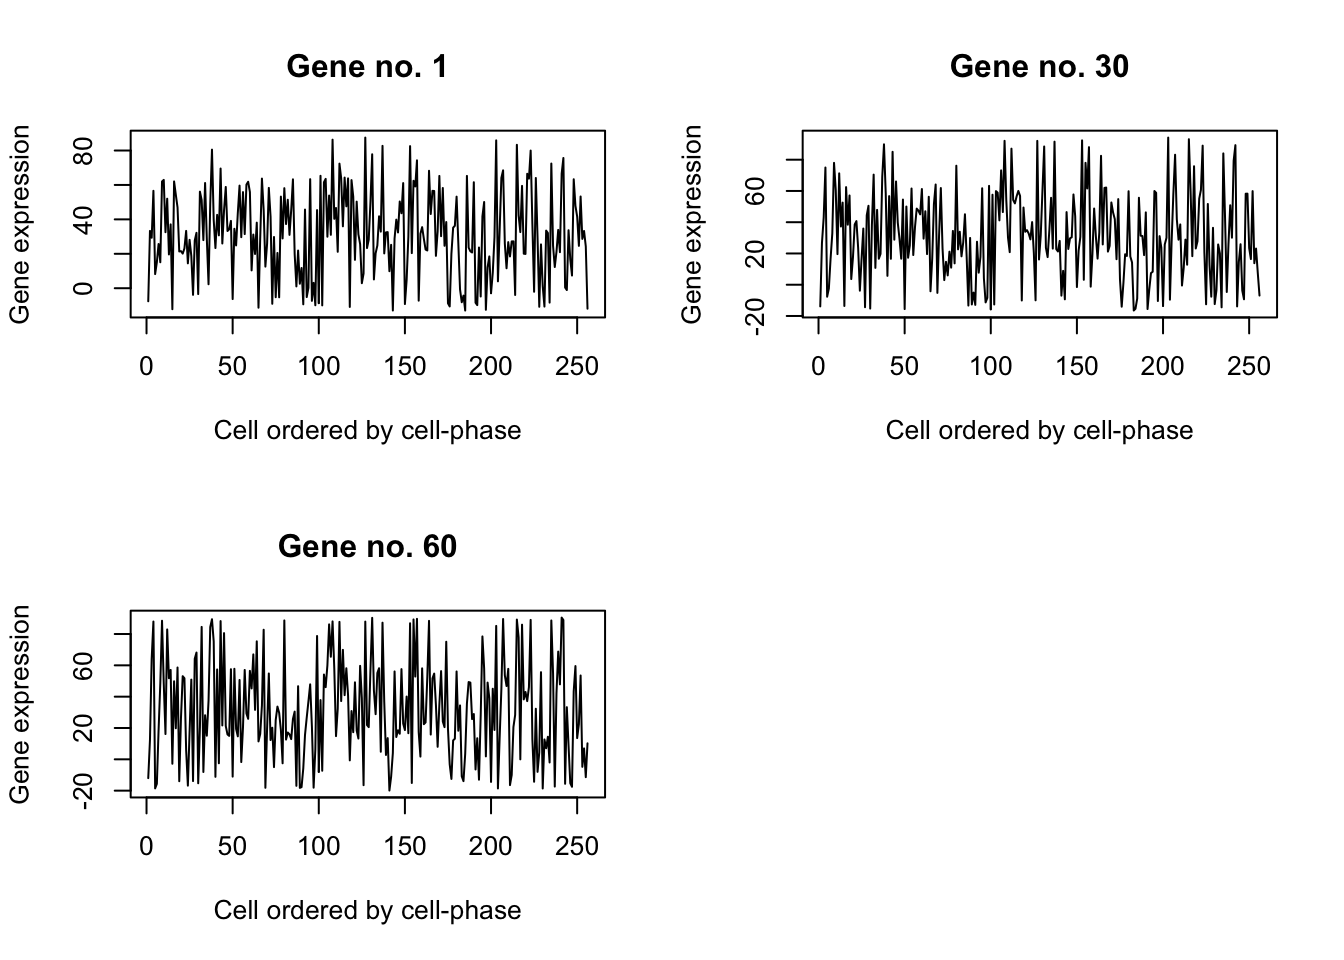 Gene no. 1
Gene expression
0 40 80
0 50 100 150 200 250
Cell ordered by cell-phase
Gene no. 30
Gene expression
-20 20 60
0 50 100 150 200 250
Cell ordered by cell-phase
Gene no. 60
Gene expression
-20 20 60
0 50 100 150 200 250
Cell ordered by cell-phase